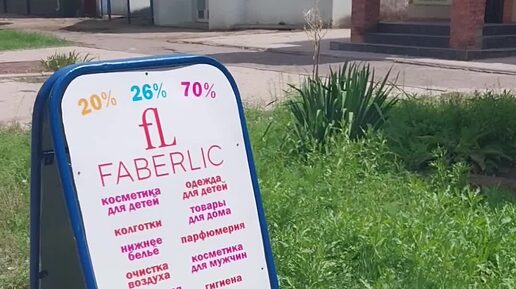 20% 26% 70%
fL
FABERLIC
косметика
для детей
колготки
нижнее
бельё
очистка
воздуха
одежда
для детей
товары
для дома
парфюмерия
косметика
для мужчин
гигиена